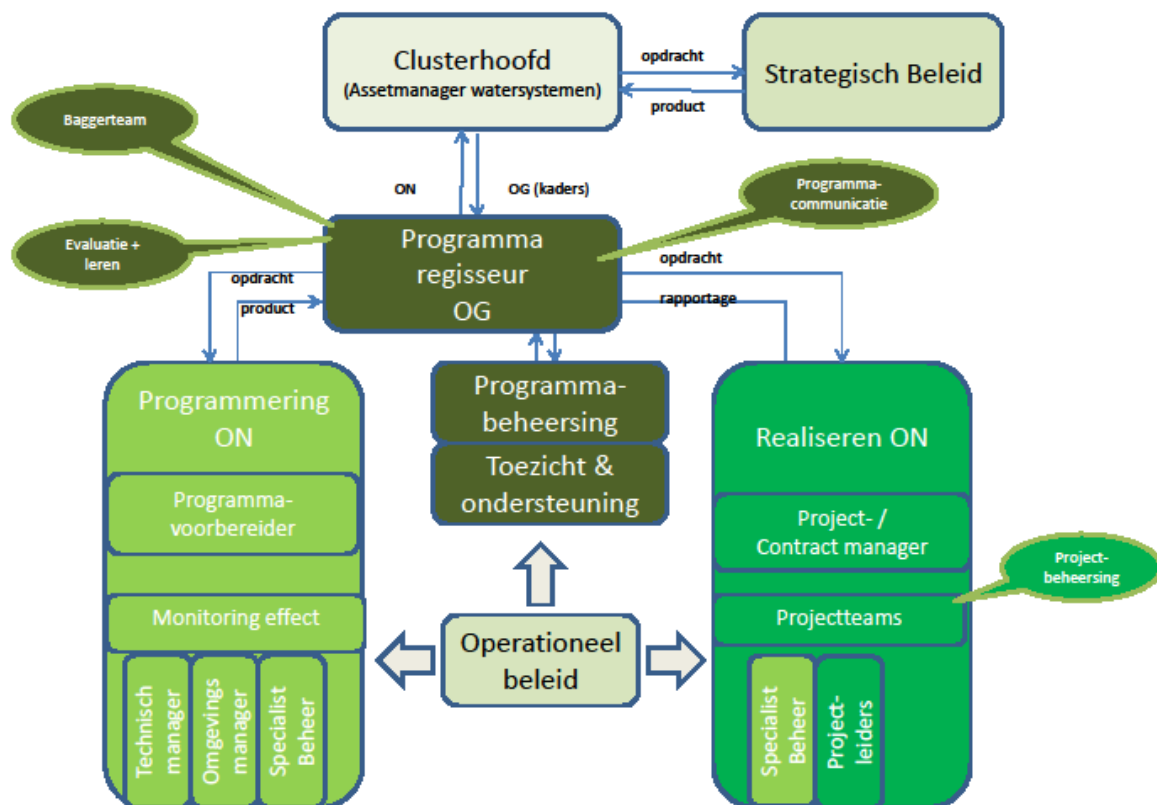 Clusterhoofd
(Assetmanager watersystemen)
opdracht
product
Strategisch Beleid
Baggerteam
ON
OG (kaders)
Programma-
communicatie
Evaluatie +
leren
Programma
regisseur
OG
opdracht
product
opdracht
rapportage
Programmering
ON
Programma-
voorbereider
Monitoring effect
Technisch
manager
Omgevings
manager
Specialist
Beheer
Programma-
beheersing
Toezicht &
ondersteuning
Operationeel
beleid
Realiseren ON
Project- /
Contract manager
Projectteams
Project-
beheersing
Specialist
Beheer
Project-
leiders